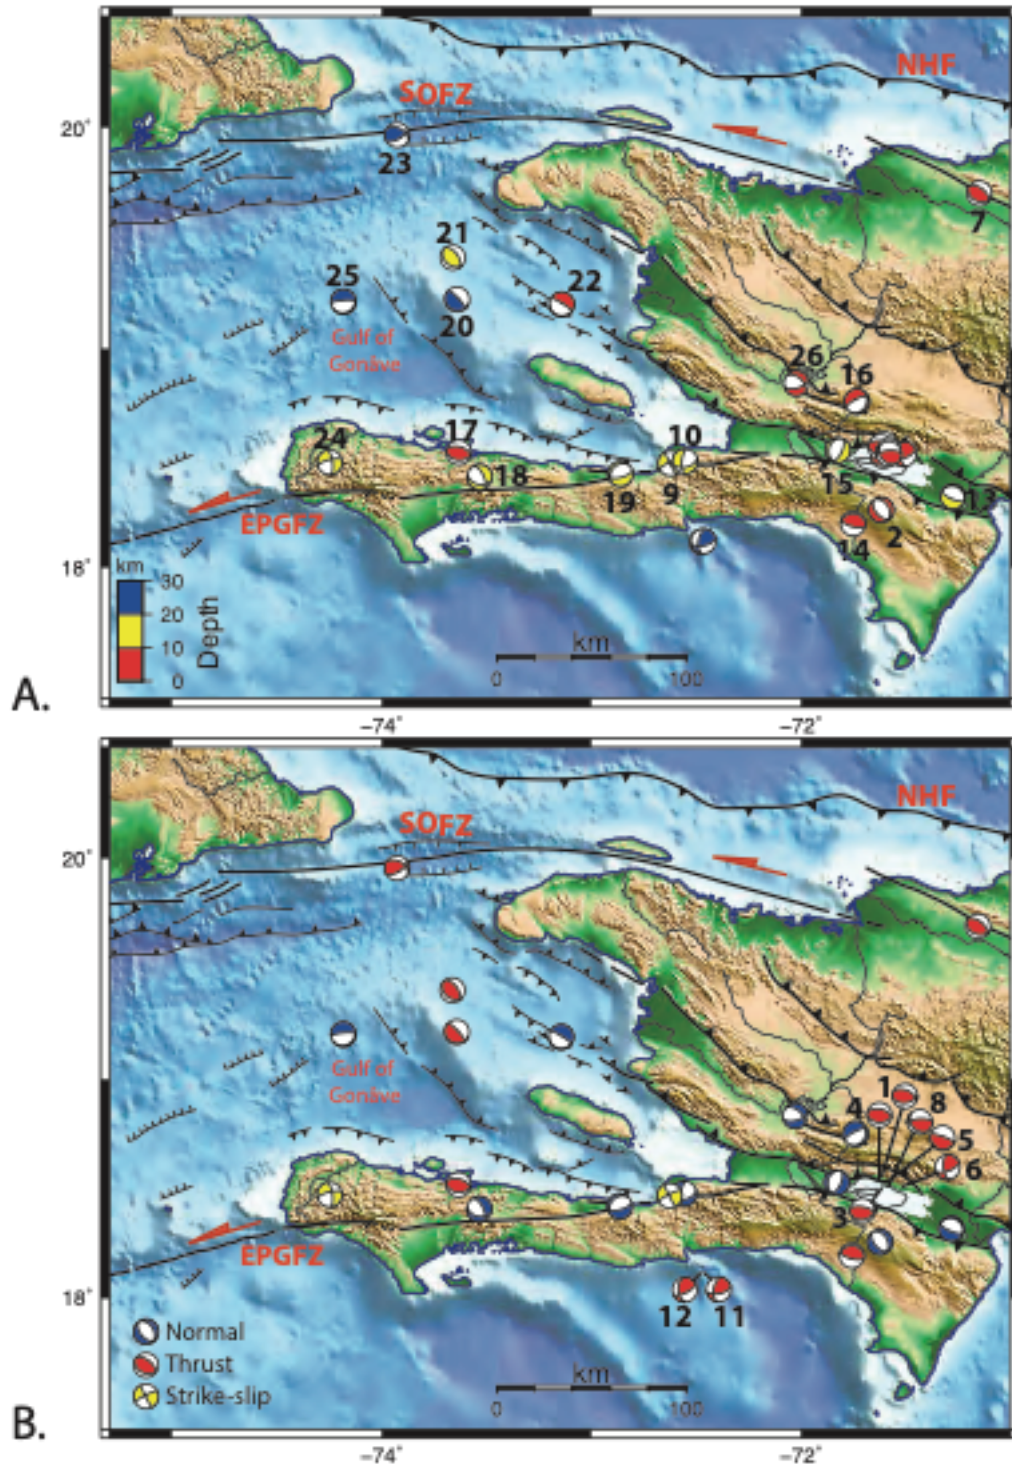 NHF
SOFZ
20°
23
7
21
25
22
20
Gulf of
Gonâve
26
16
17
10
24
18
15
13
19
9
EPGFZ
14
2
18°
km
30
20
10
0
Depth
km
0
100
A.
-74°
-72°
NHF
SOFZ
20°
Gulf of
Gonâve
1
4
8
5
6
3
EPGFZ
18°
12
11
Normal
Thrust
Strike-slip
km
0
100
B.
-74°
-72°